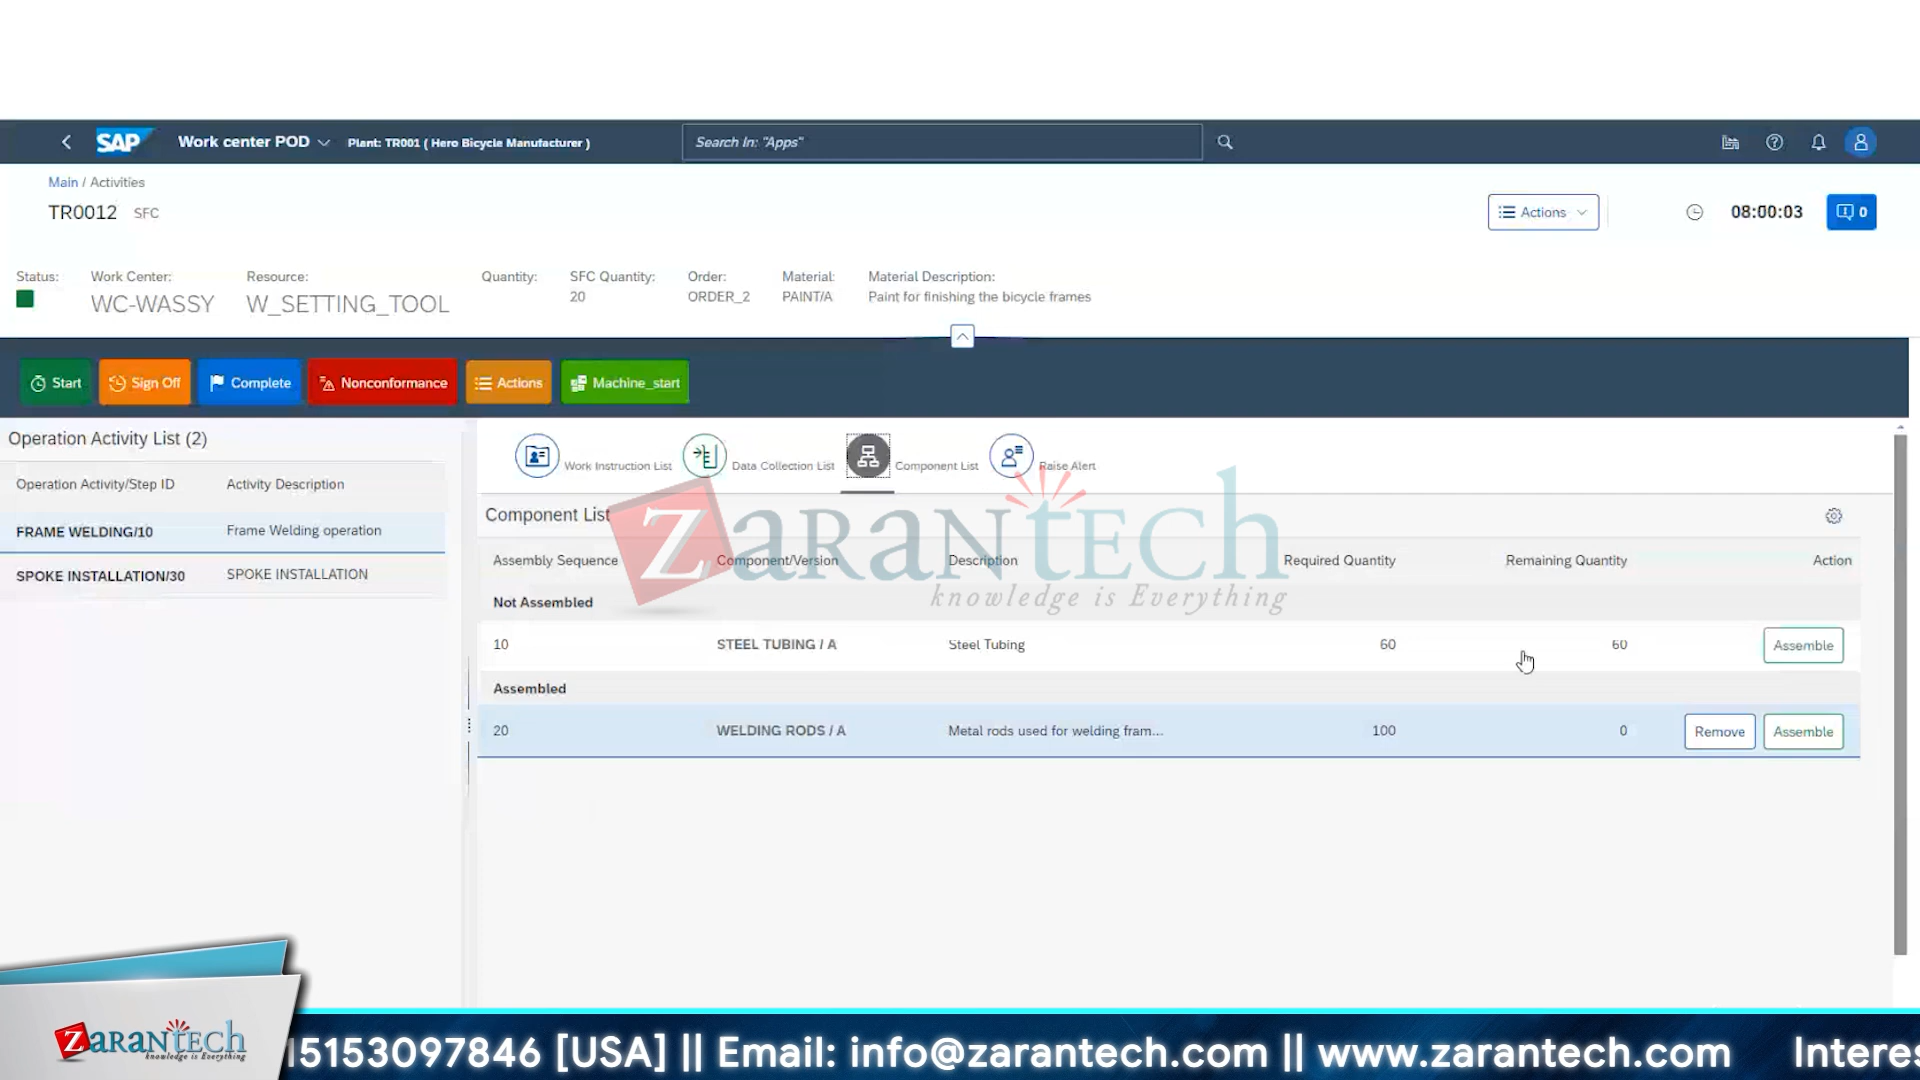 SAP Work center POD Plant: TR001 ( Hero Bicycle Manufacturer ) Search In: "Apps"
Main / Activities
TR0012 SFC
Actions 08:00:03 0
Status: Work Center: Resource: Quantity: SFC Quantity: Order: Material: Material Description:
WC-WASSY W_SETTING_TOOL 20 ORDER_2 PAINT/A Paint for finishing the bicycle frames
Start Sign Off Complete Nonconformance Actions Machine_start
Operation Activity List (2)
Operation Activity/Step ID Activity Description
FRAME WELDING/10 Frame Welding operation
SPOKE INSTALLATION/30 SPOKE INSTALLATION
Work Instruction List Data Collection List Component List Raise Alert
Component List
Assembly Sequence Component/Version Description Required Quantity Remaining Quantity Action
Not Assembled
10 STEEL TUBING / A Steel Tubing 60 60 Assemble
Assembled
20 WELDING RODS / A Metal rods used for welding fram... 100 0 Remove Assemble
ZARANTECH
knowledge is Everything
ZARANTECH
knowledge is Everything
15153097846 [USA] || Email: info@zarantech.com || www.zarantech.com Interes